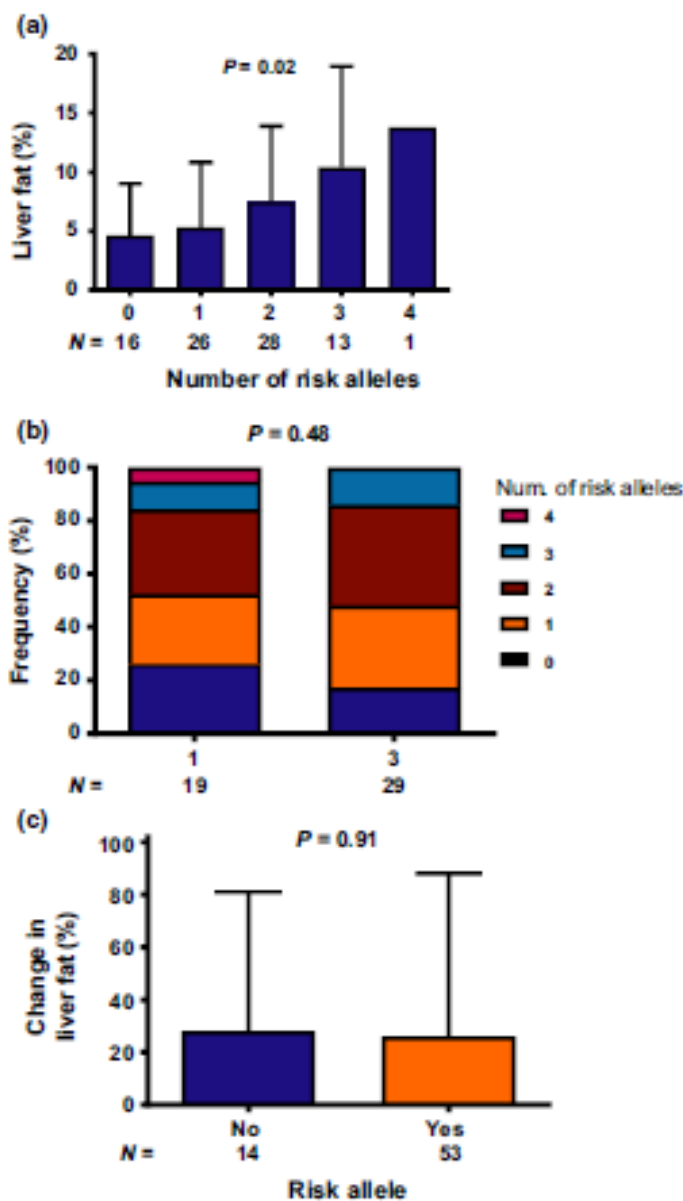 (a)
P = 0.02
20
15
10
5
0
Liver fat (%)
0 1 2 3 4
N = 16 26 28 13 1
Number of risk alleles
(b)
P = 0.48
100
80
60
40
20
0
Frequency (%)
Num. of risk alleles
4
3
2
1
0
1 3
N = 19 29
(c)
P = 0.91
100
80
60
40
20
0
Change in
liver fat (%)
No Yes
N = 14 53
Risk allele